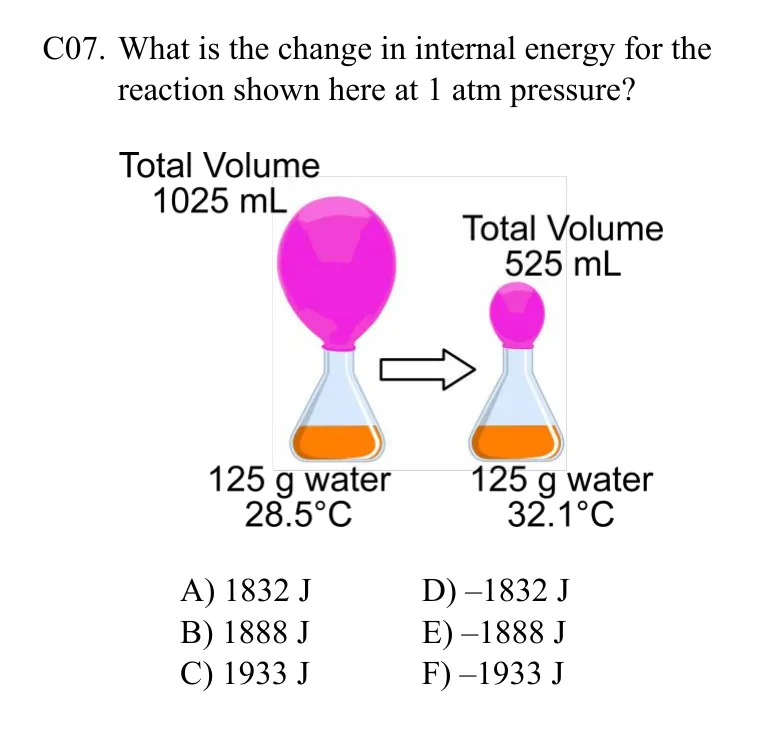 C07. What is the change in internal energy for the
reaction shown here at 1 atm pressure?
Total Volume
1025 mL
Total Volume
525 mL
125 g water
28.5°C
125 g water
32.1°C
A) 1832 J
D) –1832 J
B) 1888 J
E) –1888 J
C) 1933 J
F) –1933 J